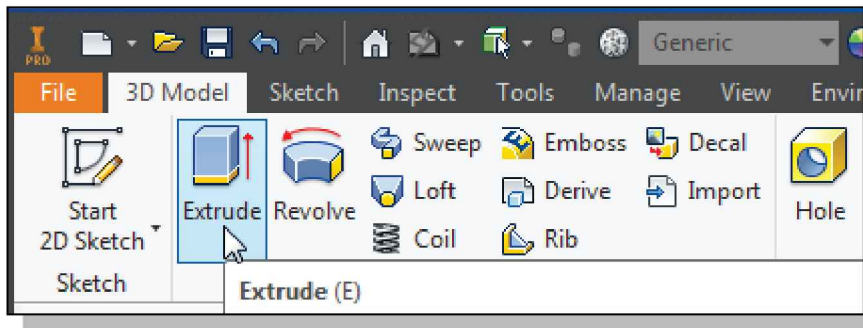 I PRO Generic
File 3D Model Sketch Inspect Tools Manage View Envir
Sweep Emboss Decal
Loft Derive Import
Start Extrude Revolve Hole
2D Sketch Coil Rib
Sketch
Extrude (E)